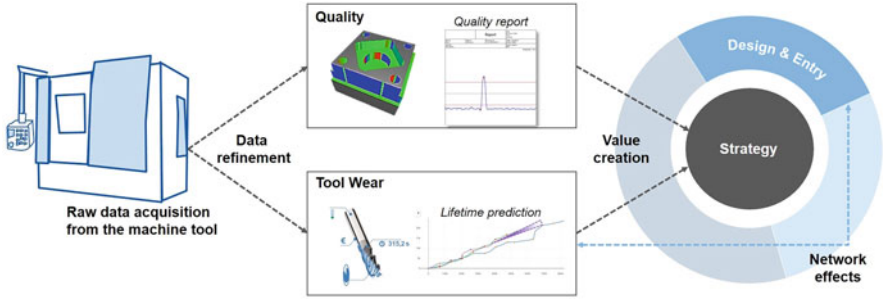 Quality
Quality report
Report
Design & Entry
Data
refinement
Value
creation
Strategy
Raw data acquisition
from the machine tool
Tool Wear
Lifetime prediction
€
315,2 s
Network
effects